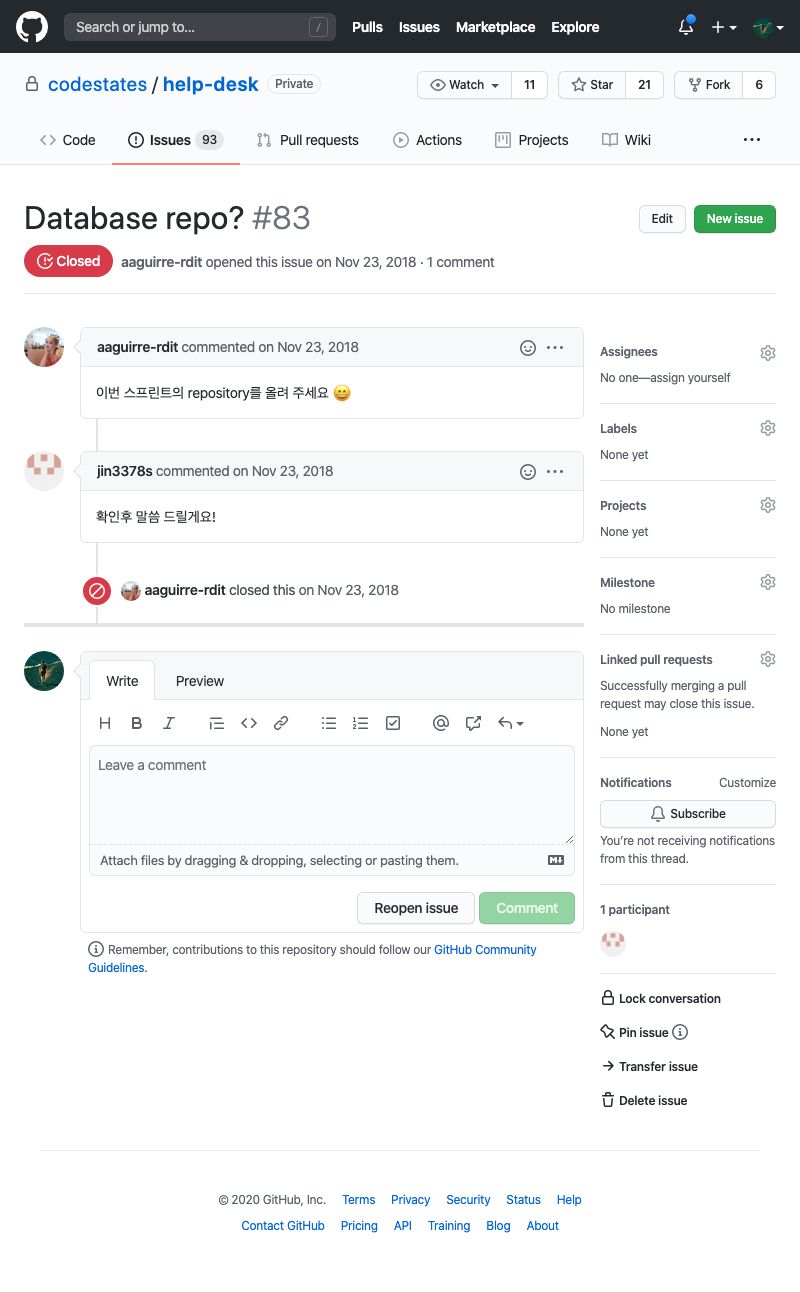 Search or jump to... /
Pulls Issues Marketplace Explore
codestates / help-desk Private
Watch 11 Star 21 Fork 6
Code Issues 93 Pull requests Actions Projects Wiki ...
Database repo? #83
Edit New issue
Closed aaguirre-rdit opened this issue on Nov 23, 2018 · 1 comment
aaguirre-rdit commented on Nov 23, 2018
이번 스프린트의 repository를 올려 주세요 😄
jin3378s commented on Nov 23, 2018
확인후 말씀 드릴게요!
aaguirre-rdit closed this on Nov 23, 2018
Write Preview
H B I
Leave a comment
Attach files by dragging & dropping, selecting or pasting them.
Reopen issue Comment
Remember, contributions to this repository should follow our GitHub Community
Guidelines.
Assignees
No one—assign yourself
Labels
None yet
Projects
None yet
Milestone
No milestone
Linked pull requests
Successfully merging a pull
request may close this issue.
None yet
Notifications Customize
Subscribe
You’re not receiving notifications
from this thread.
1 participant
Lock conversation
Pin issue
Transfer issue
Delete issue
© 2020 GitHub, Inc. Terms Privacy Security Status Help
Contact GitHub Pricing API Training Blog About